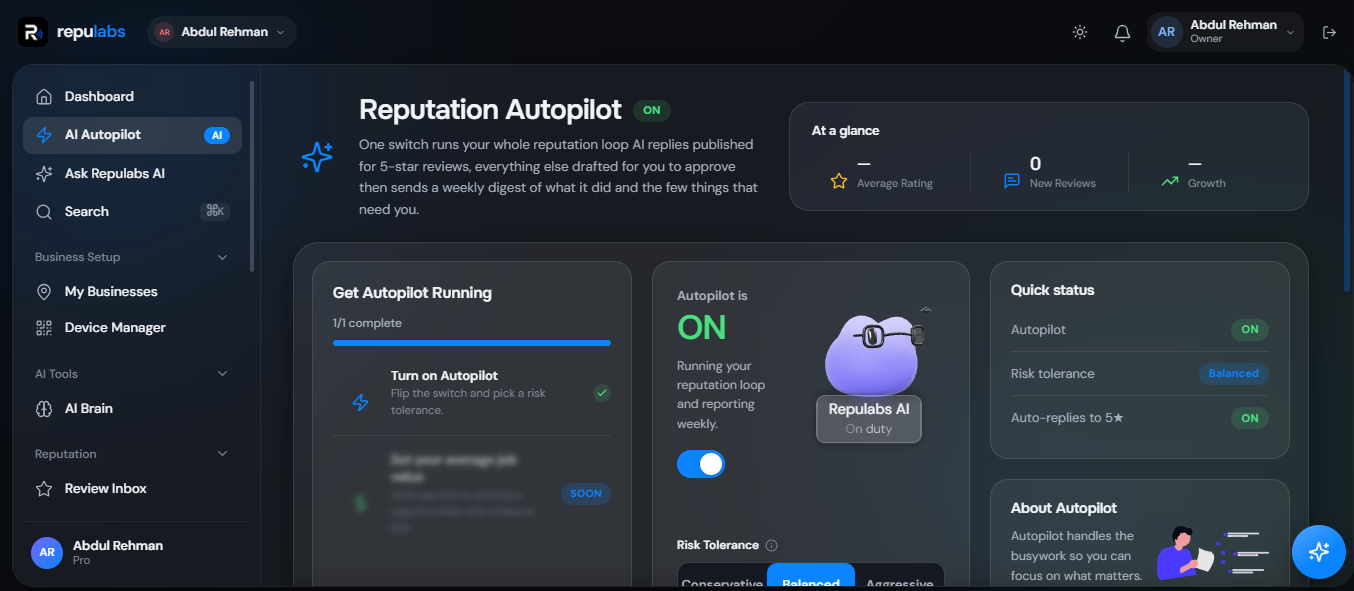 repulabs
AR Abdul Rehman
AR Abdul Rehman
Owner
Dashboard
AI Autopilot AI
Ask Repulabs AI
Search ⌘K
Business Setup
My Businesses
Device Manager
AI Tools
AI Brain
Reputation
Review Inbox
AR Abdul Rehman
Pro
Reputation Autopilot ON
One switch runs your whole reputation loop AI replies published
for 5-star reviews, everything else drafted for you to approve
then sends a weekly digest of what it did and the few things that
need you.
At a glance
—
Average Rating
0
New Reviews
—
Growth
Get Autopilot Running
1/1 complete
Turn on Autopilot
Flip the switch and pick a risk
tolerance.
Set your average job
value
SOON
Autopilot is
ON
Running your
reputation loop
and reporting
weekly.
Repulabs AI
On duty
Risk Tolerance
Conservative Balanced Aggressive
Quick status
Autopilot ON
Risk tolerance Balanced
Auto-replies to 5★ ON
About Autopilot
Autopilot handles the
busywork so you can
focus on what matters.